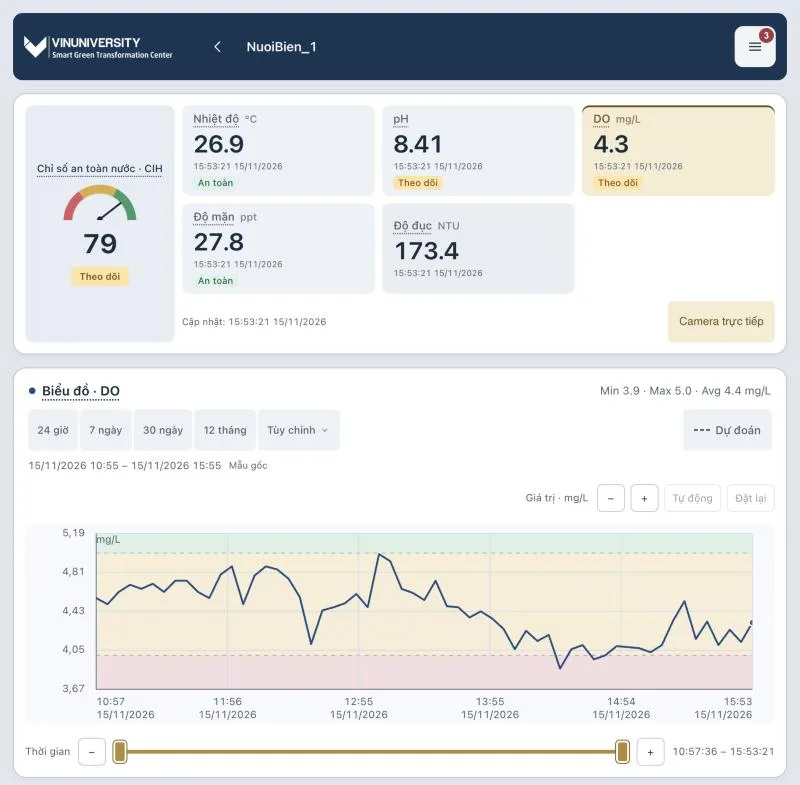 VINUNIVERSITY
Smart Green Transformation Center
NuoiBien_1
3
Chỉ số an toàn nước · CIH
79
Theo dõi
Nhiệt độ °C
26.9
15:53:21 15/11/2026
An toàn
pH
8.41
15:53:21 15/11/2026
Theo dõi
DO mg/L
4.3
15:53:21 15/11/2026
Theo dõi
Độ mặn ppt
27.8
15:53:21 15/11/2026
An toàn
Độ đục NTU
173.4
15:53:21 15/11/2026
Cập nhật: 15:53:21 15/11/2026
Camera trực tiếp
Biểu đồ · DO
Min 3.9 · Max 5.0 · Avg 4.4 mg/L
24 giờ
7 ngày
30 ngày
12 tháng
Tùy chỉnh
Dự đoán
15/11/2026 10:55 – 15/11/2026 15:55 Mẫu gốc
Giá trị · mg/L
−
+
Tự động
Đặt lại
mg/L
5,19
4,81
4,43
4,05
3,67
10:57 11:56 12:55 13:55 14:54 15:53
15/11/2026 15/11/2026 15/11/2026 15/11/2026 15/11/2026 15/11/2026
Thời gian
−
+
10:57:36 – 15:53:21